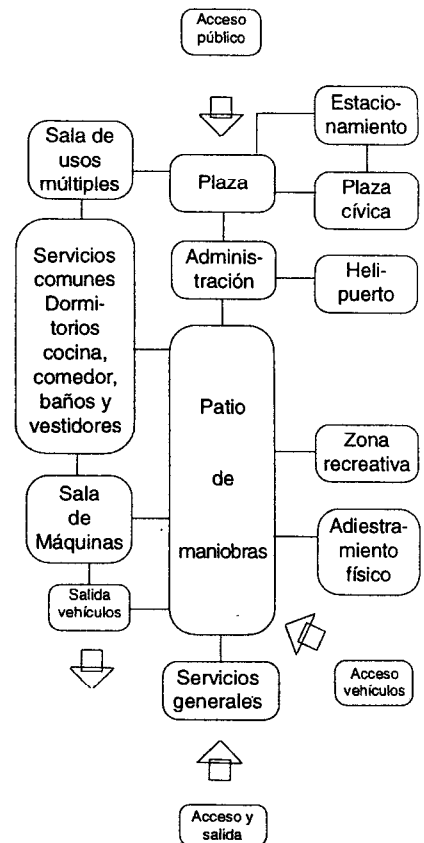 Acceso
público
Estacio-
namiento
Sala de
usos
múltiples
Plaza
Plaza
cívica
Servicios
comunes
Dormi-
torios
cocina,
comedor,
baños y
vestidores
Adminis-
tración
Heli-
puerto
Patio
de
maniobras
Zona
recreativa
Sala
de
Máquinas
Adiestra-
miento
físico
Salida
vehículos
Servicios
generales
Acceso
vehículos
Acceso y
salida